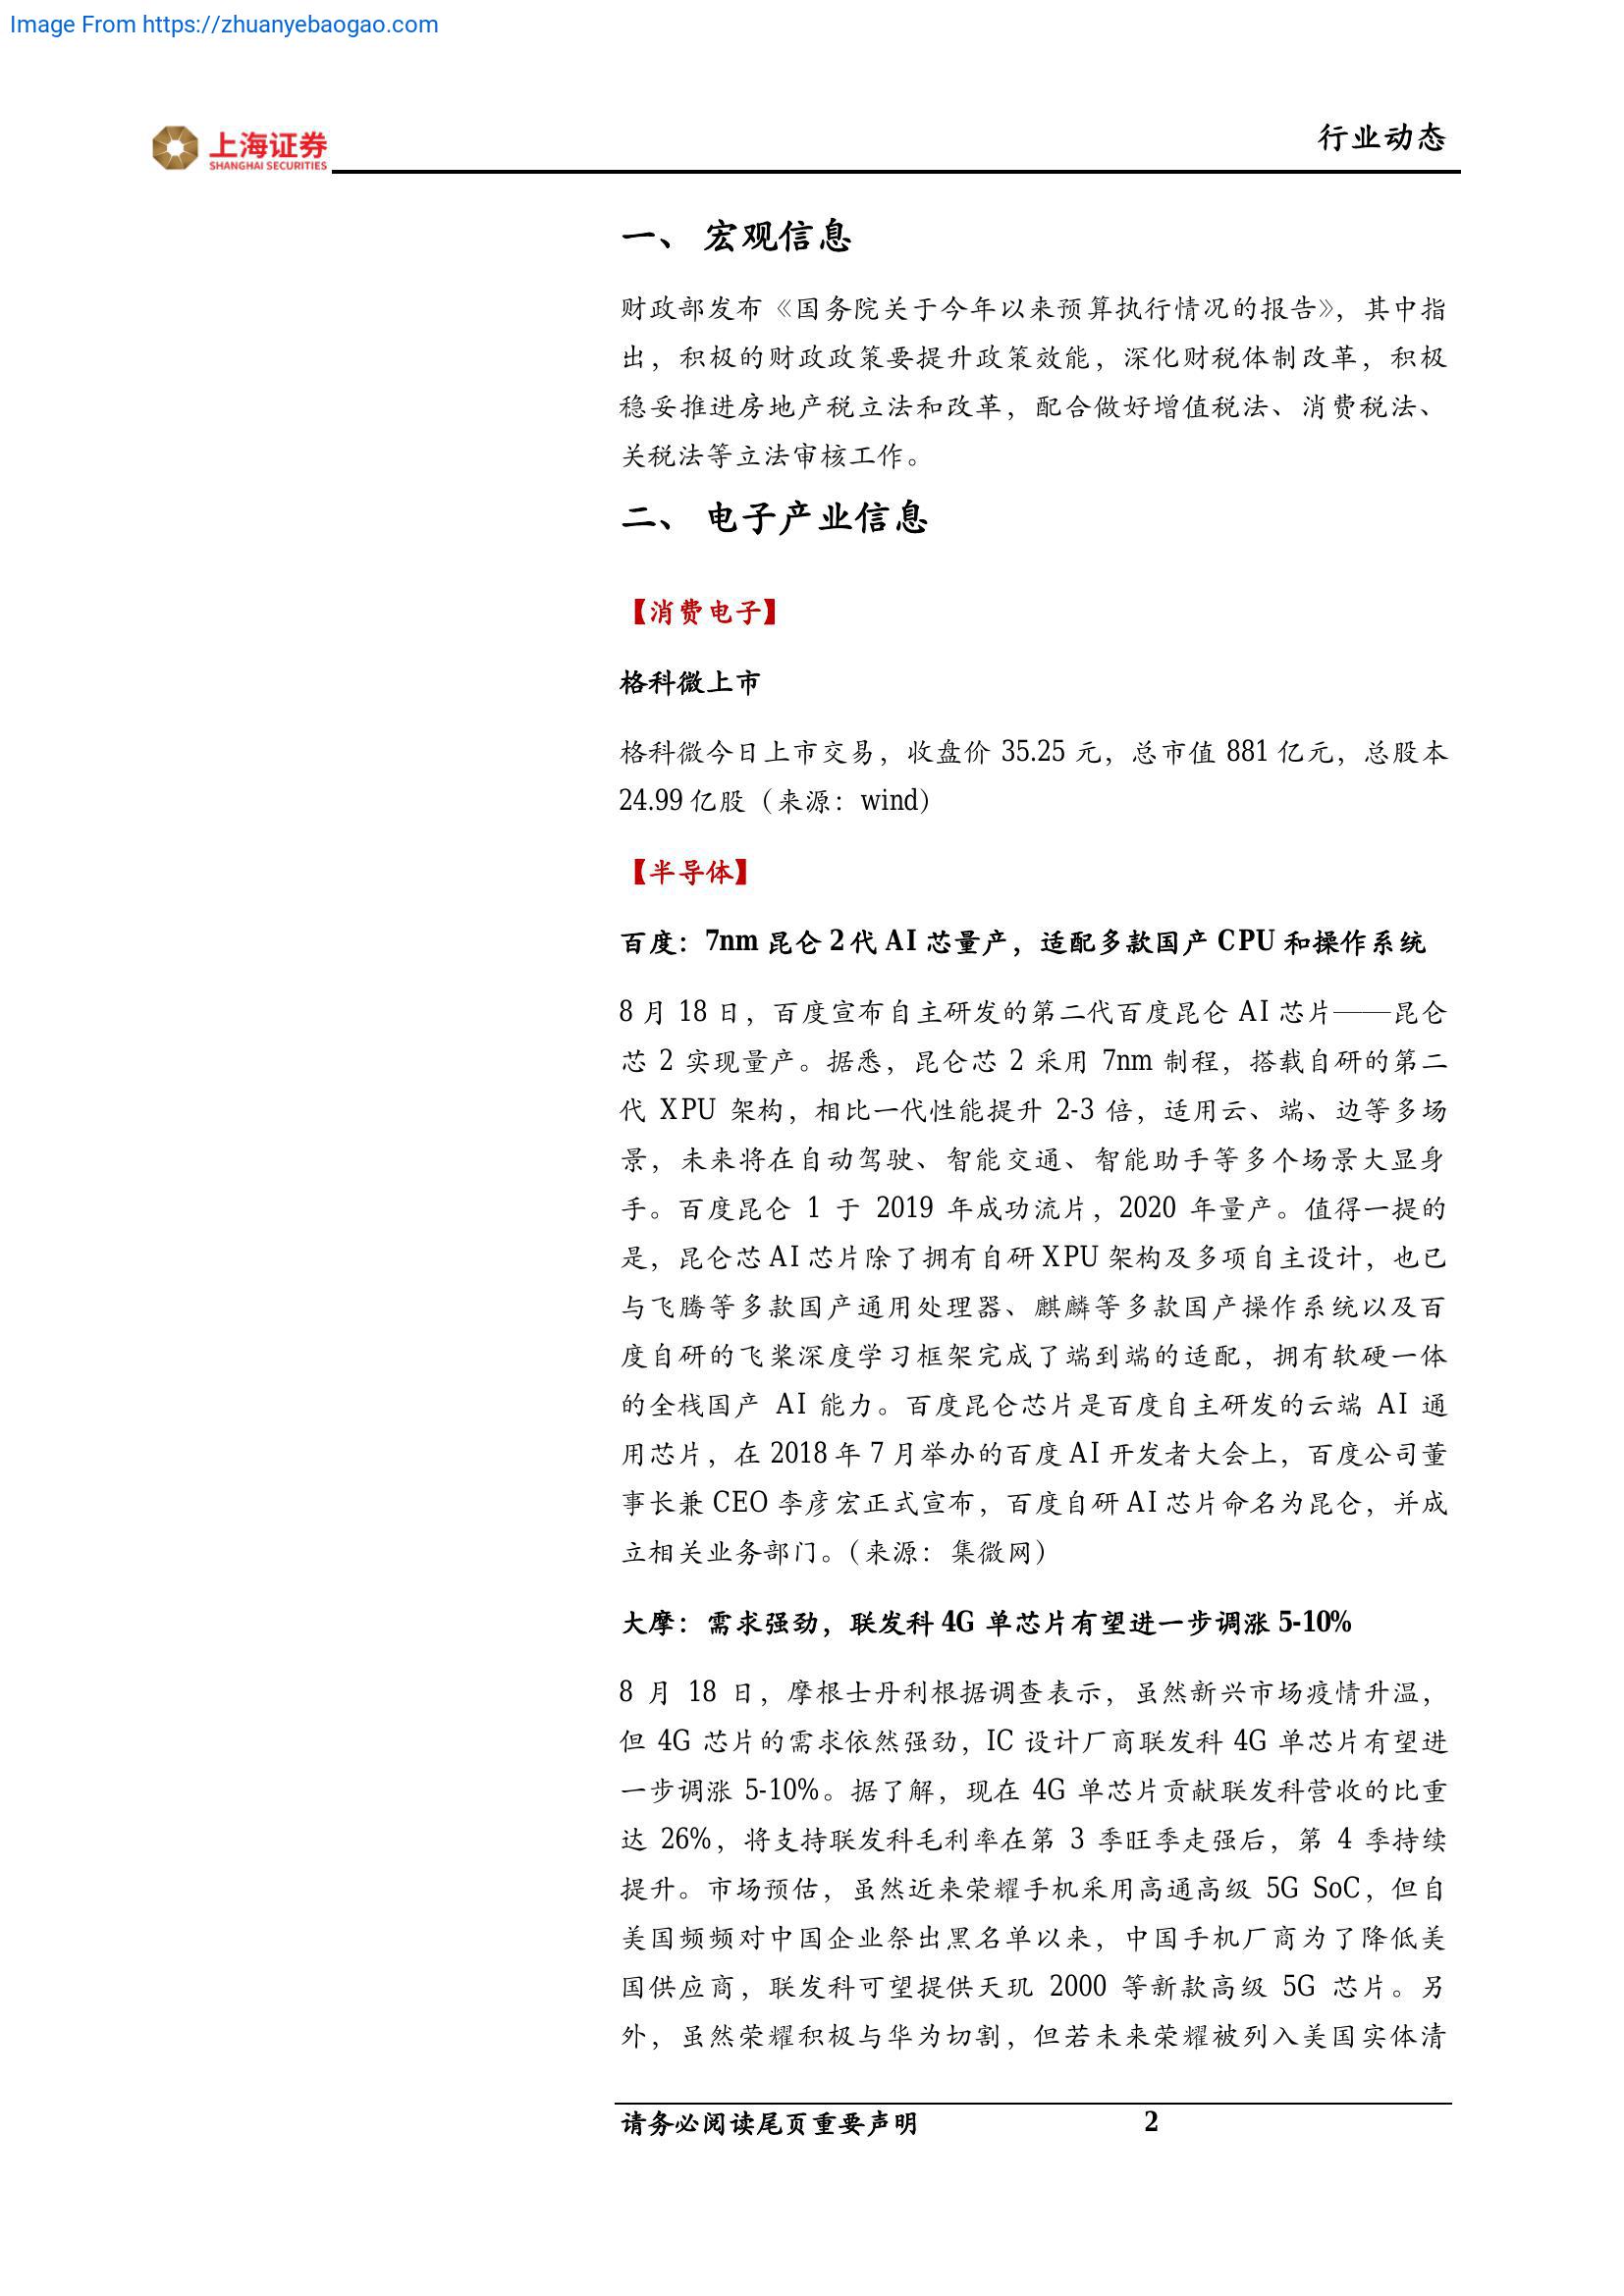 Image From https://zhuanyebaogao.com
上海证券
SHANGHAI SECURITIES
行业动态
一、 宏观信息
财政部发布《国务院关于今年以来预算执行情况的报告》，其中指
出，积极的财政政策要提升政策效能，深化财税体制改革，积极
稳妥推进房地产税立法和改革，配合做好增值税法、消费税法、
关税法等立法审核工作。
二、 电子产业信息
【消费电子】
格科微上市
格科微今日上市交易，收盘价 35.25 元，总市值 881 亿元，总股本
24.99 亿股（来源：wind）
【半导体】
百度：7nm 昆仑 2 代 AI 芯量产，适配多款国产 CPU 和操作系统
8 月 18 日，百度宣布自主研发的第二代百度昆仑 AI 芯片——昆仑
芯 2 实现量产。据悉，昆仑芯 2 采用 7nm 制程，搭载自研的第二
代 XPU 架构，相比一代性能提升 2-3 倍，适用云、端、边等多场
景，未来将在自动驾驶、智能交通、智能助手等多个场景大显身
手。百度昆仑 1 于 2019 年成功流片，2020 年量产。值得一提的
是，昆仑芯 AI 芯片除了拥有自研 XPU 架构及多项自主设计，也已
与飞腾等多款国产通用处理器、麒麟等多款国产操作系统以及百
度自研的飞桨深度学习框架完成了端到端的适配，拥有软硬一体
的全栈国产 AI 能力。百度昆仑芯片是百度自主研发的云端 AI 通
用芯片，在 2018 年 7 月举办的百度 AI 开发者大会上，百度公司董
事长兼 CEO 李彦宏正式宣布，百度自研 AI 芯片命名为昆仑，并成
立相关业务部门。（来源：集微网）
大摩：需求强劲，联发科 4G 单芯片有望进一步调涨 5-10%
8 月 18 日，摩根士丹利根据调查表示，虽然新兴市场疫情升温，
但 4G 芯片的需求依然强劲，IC 设计厂商联发科 4G 单芯片有望进
一步调涨 5-10%。据了解，现在 4G 单芯片贡献联发科营收的比重
达 26%，将支持联发科毛利率在第 3 季旺季走强后，第 4 季持续
提升。市场预估，虽然近来荣耀手机采用高通高级 5G SoC，但自
美国频频对中国企业祭出黑名单以来，中国手机厂商为了降低美
国供应商，联发科可望提供天玑 2000 等新款高级 5G 芯片。另
外，虽然荣耀积极与华为切割，但若未来荣耀被列入美国实体清
请务必阅读尾页重要声明 2